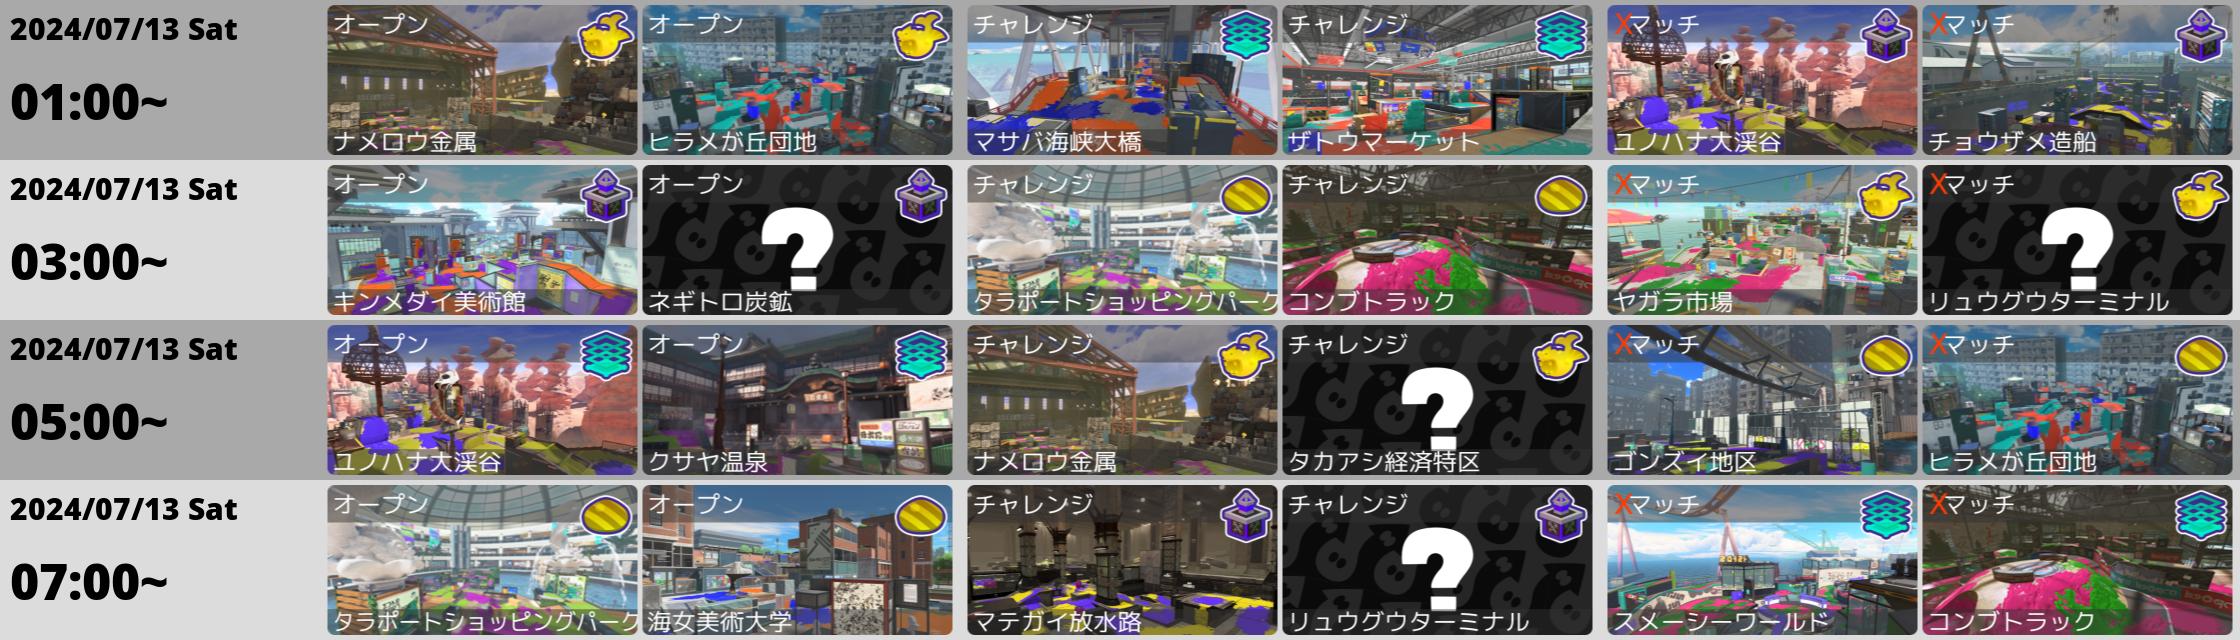 2024/07/13 Sat
01:00~
オープン
ナメロウ金属
オープン
ヒラメが丘団地
チャレンジ
マサバ海峡大橋
チャレンジ
ザトウマーケット
Xマッチ
ユノハナ大渓谷
Xマッチ
チョウザメ造船
2024/07/13 Sat
03:00~
オープン
キンメダイ美術館
オープン
?
ネギトロ炭鉱
チャレンジ
タラポートショッピングパーク
チャレンジ
コンブトラック
Xマッチ
ヤガラ市場
Xマッチ
?
リュウグウターミナル
2024/07/13 Sat
05:00~
オープン
ユノハナ大渓谷
オープン
クサヤ温泉
チャレンジ
ナメロウ金属
チャレンジ
?
タカアシ経済特区
Xマッチ
ゴンズイ地区
Xマッチ
ヒラメが丘団地
2024/07/13 Sat
07:00~
オープン
タラポートショッピングパーク
オープン
海女美術大学
チャレンジ
マテガイ放水路
チャレンジ
?
リュウグウターミナル
Xマッチ
スメーシーワールド
Xマッチ
コンブトラック